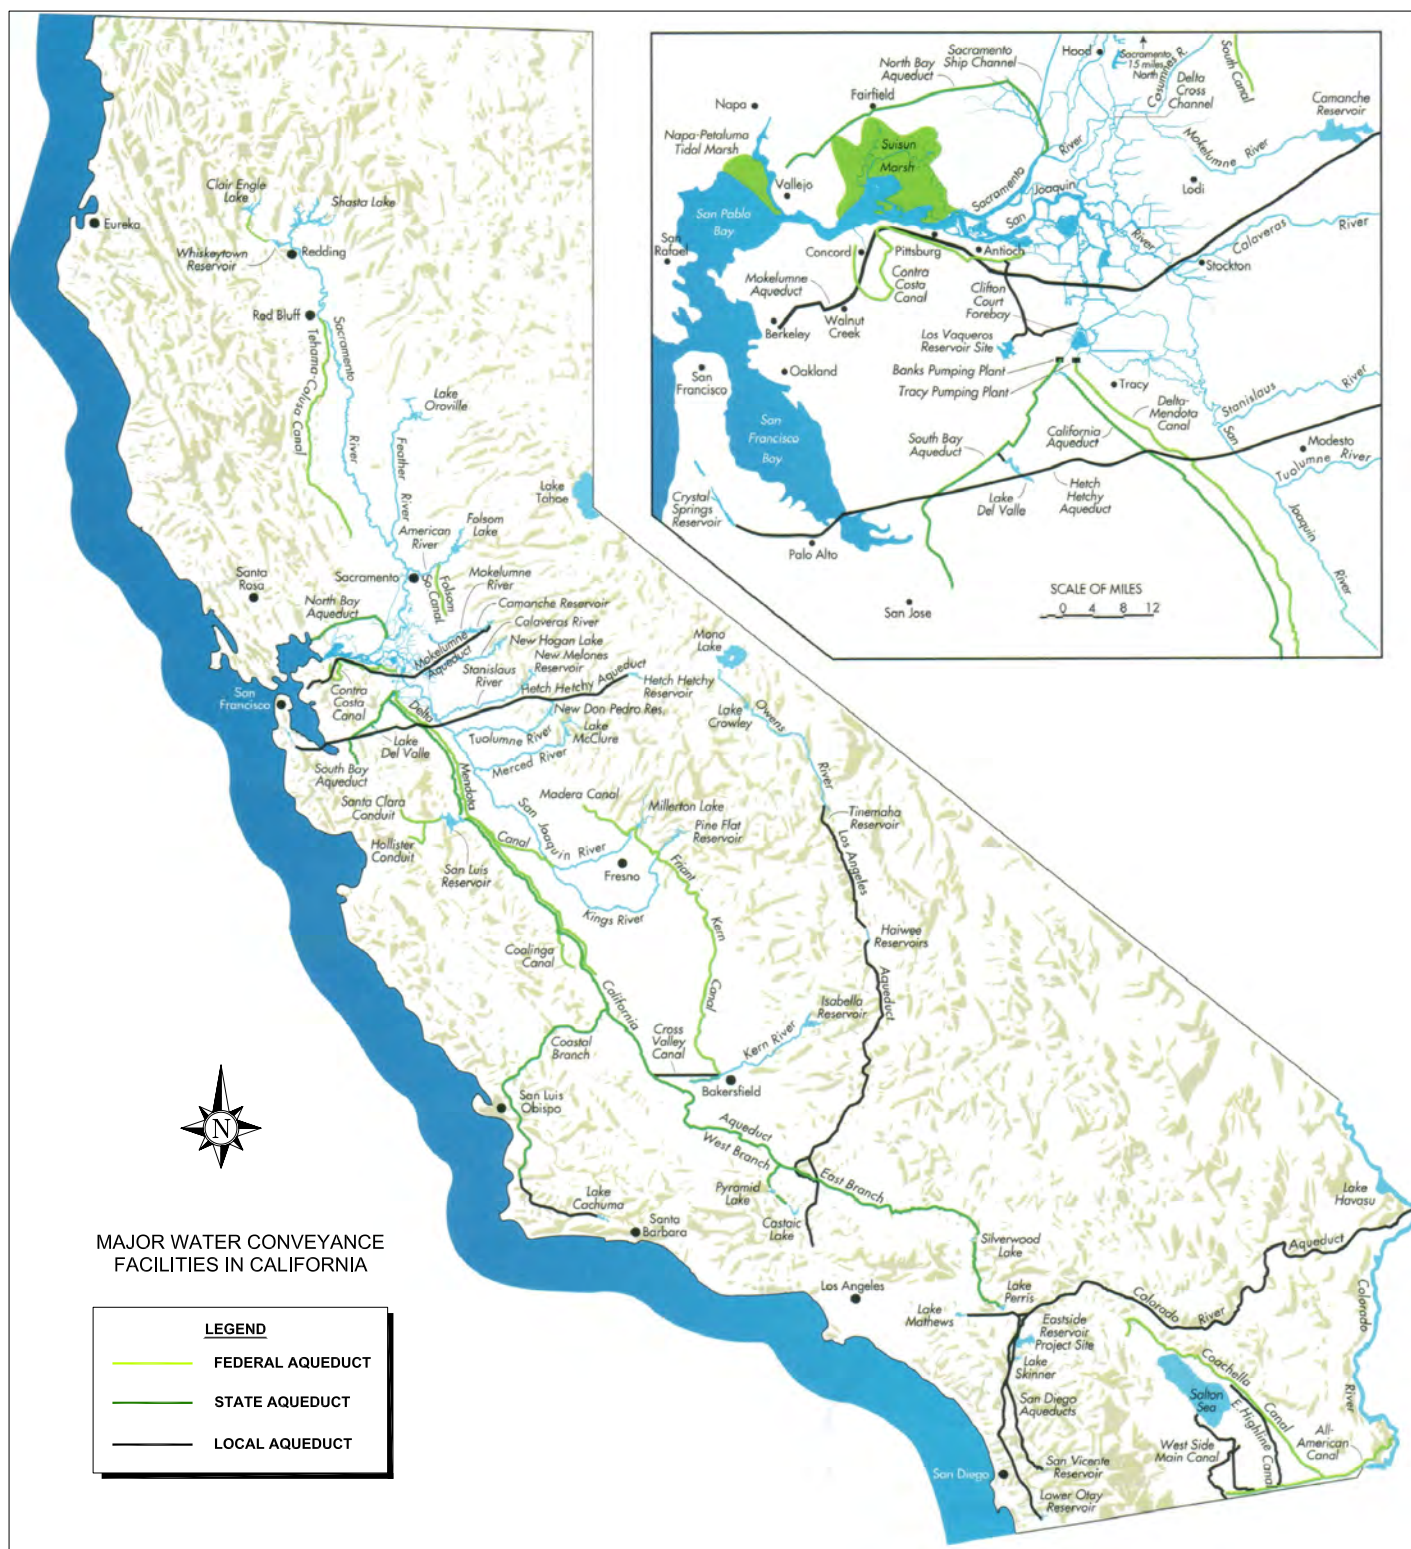 Clair Engle
Lake
Shasta Lake
Eureka
Whiskeytown
Reservoir
Redding
Red Bluff
Tehama-Colusa Canal
Sacramento
River
Lake
Oroville
Feather River
Lake
Tahoe
American
River
Folsom
Lake
Santa
Rosa
Sacramento
Folsom
So. Canal
Mokelumne
River
North Bay
Aqueduct
Camanche Reservoir
Calaveras River
Mokelumne
Aqueduct
New Hogan Lake
New Melones
Reservoir
Stanislaus
River
Hetch Hetchy Aqueduct
Hetch Hetchy
Reservoir
Mono
Lake
San
Francisco
Contra
Costa
Canal
Delta
Mendota
Canal
New Don Pedro Res.
Lake
McClure
Tuolumne River
Merced River
Lake
Del Valle
South Bay
Aqueduct
Lake
Crowley
Owens
River
Santa Clara
Conduit
Hollister
Conduit
San Luis
Reservoir
Madera Canal
Millerton Lake
Pine Flat
Reservoir
San Joaquin River
Fresno
Friant
Kern
Canal
Kings River
Tinemaha
Reservoir
Los Angeles
Aqueduct
Haiwee
Reservoirs
Coalinga
Canal
California
Aqueduct
Isabella
Reservoir
Cross
Valley
Canal
Kern River
Bakersfield
Coastal
Branch
San Luis
Obispo
West Branch
East Branch
Pyramid
Lake
Castaic
Lake
Lake
Cachuma
Santa
Barbara
Silverwood
Lake
Los Angeles
Lake
Perris
Lake
Mathews
Lake
Havasu
Colorado River Aqueduct
Colorado
River
Eastside
Reservoir
Project Site
Lake
Skinner
San Diego
Aqueducts
Coachella
Canal
Salton
Sea
E. Highline Canal
West Side
Main Canal
All-
American
Canal
San Diego
San Vicente
Reservoir
Lower Otay
Reservoir
N
MAJOR WATER CONVEYANCE
FACILITIES IN CALIFORNIA
LEGEND
FEDERAL AQUEDUCT
STATE AQUEDUCT
LOCAL AQUEDUCT
Sacramento
Ship Channel
Hood
Sacramento
15 miles
North
Cosumnes R.
South Canal
North Bay
Aqueduct
Delta
Cross
Channel
Camanche
Reservoir
Napa
Fairfield
Napa-Petaluma
Tidal Marsh
Suisun
Marsh
Mokelumne
River
Lodi
Vallejo
Sacramento
River
San
Joaquin
River
San Pablo
Bay
San
Rafael
Concord
Pittsburg
Antioch
Calaveras
River
Stockton
Mokelumne
Aqueduct
Contra
Costa
Canal
Clifton
Court
Forebay
Berkeley
Walnut
Creek
Los Vaqueros
Reservoir Site
San
Francisco
Oakland
Banks Pumping Plant
Tracy Pumping Plant
Tracy
Delta-
Mendota
Canal
Stanislaus
River
San
Francisco
Bay
South Bay
Aqueduct
California
Aqueduct
San
Joaquin
River
Modesto
Tuolumne River
Crystal
Springs
Reservoir
Lake
Del Valle
Hetch
Hetchy
Aqueduct
Palo Alto
San Jose
SCALE OF MILES
0 4 8 12